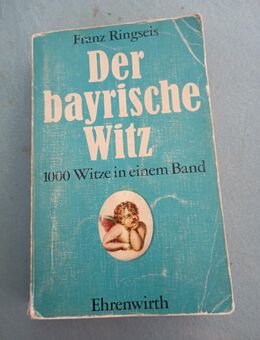 Franz Ringseis
Der
bayrische
Witz
1000 Witze in einem Band
Ehrenwirth